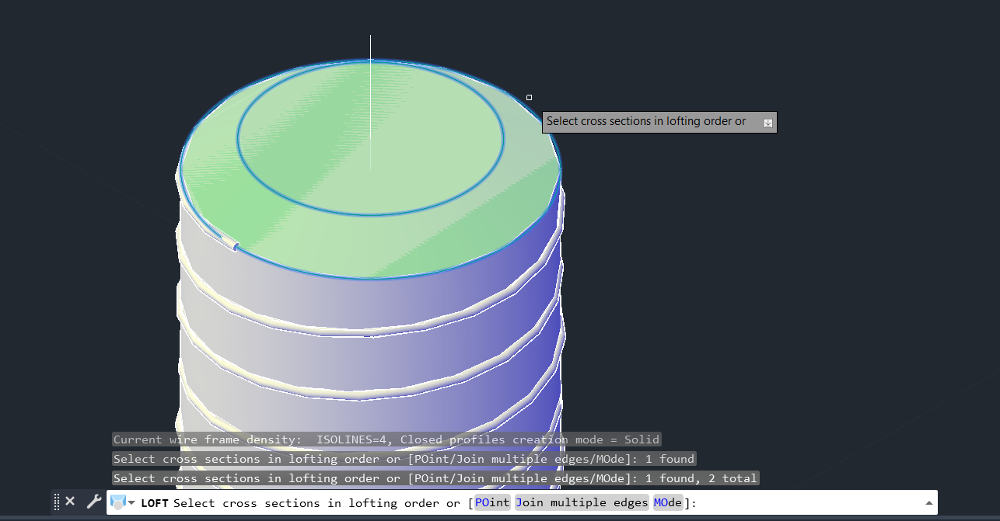 Select cross sections in lofting order or
Current wire frame density:  ISOLINES=4, Closed profiles creation mode = Solid
Select cross sections in lofting order or [POint/Join multiple edges/MOde]: 1 found
Select cross sections in lofting order or [POint/Join multiple edges/MOde]: 1 found, 2 total
LOFT Select cross sections in lofting order or [POint Join multiple edges MOde]: